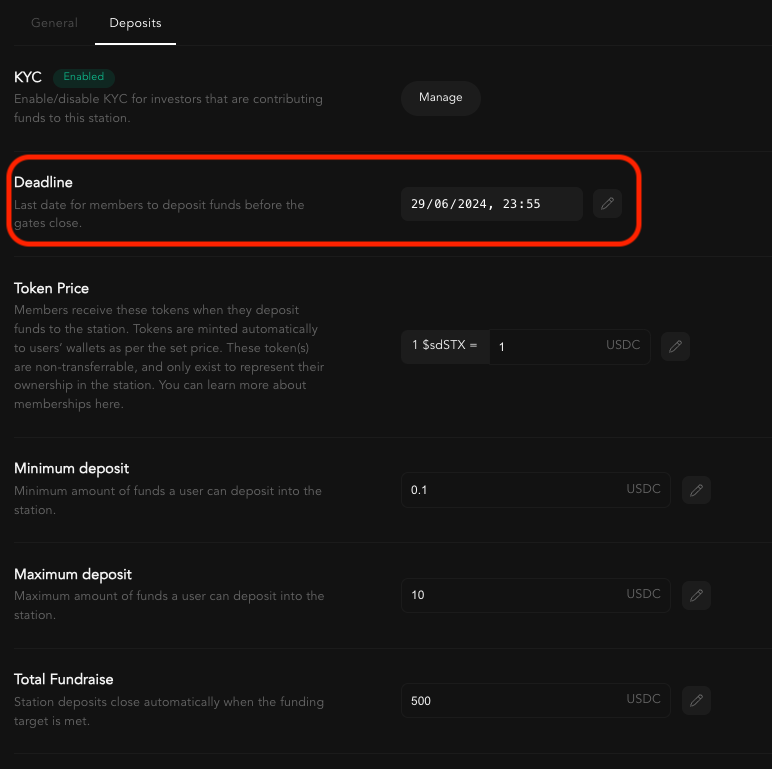 General Deposits
KYC Enabled
Enable/disable KYC for investors that are contributing
funds to this station.
Manage
Deadline
Last date for members to deposit funds before the
gates close.
29/06/2024, 23:55
Token Price
Members receive these tokens when they deposit
funds to the station. Tokens are minted automatically
to users’ wallets as per the set price. These token(s)
are non-transferrable, and only exist to represent their
ownership in the station. You can learn more about
memberships here.
1 $sdSTX = 1 USDC
Minimum deposit
Minimum amount of funds a user can deposit into the
station.
0.1 USDC
Maximum deposit
Maximum amount of funds a user can deposit into the
station.
10 USDC
Total Fundraise
Station deposits close automatically when the funding
target is met.
500 USDC